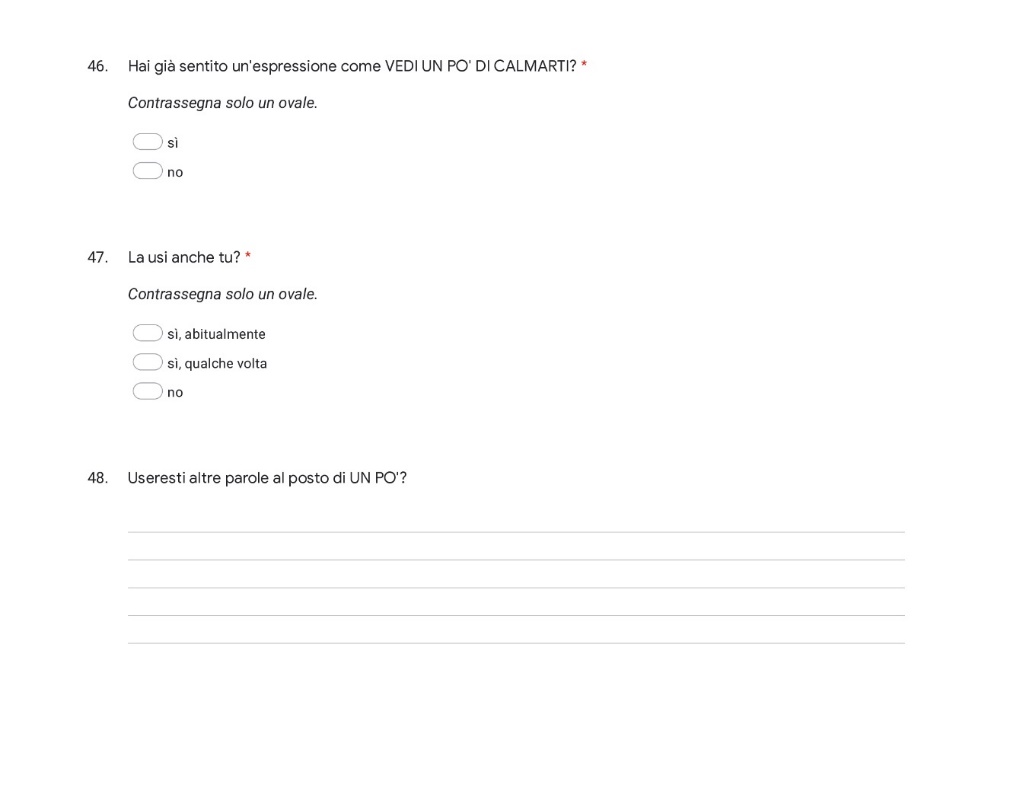 46. Hai già sentito un'espressione come VEDI UN PO' DI CALMARTI? *
Contrassegna solo un ovale.
sì
no
47. La usi anche tu? *
Contrassegna solo un ovale.
sì, abitualmente
sì, qualche volta
no
48. Useresti altre parole al posto di UN PO'?